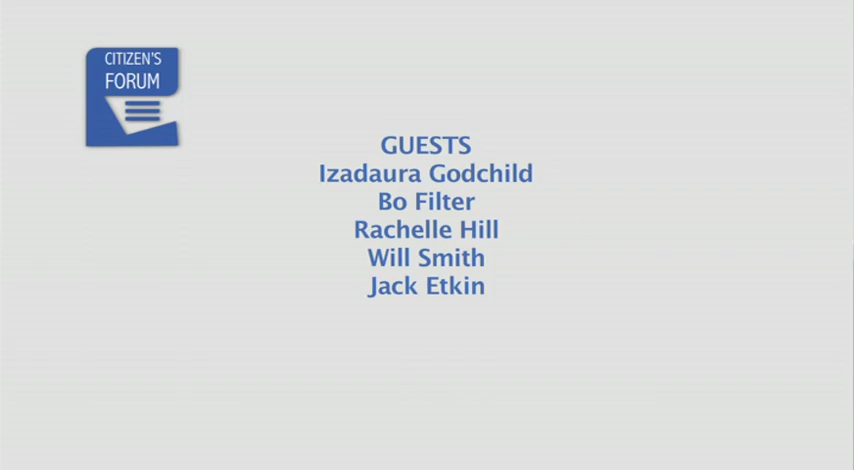 CITIZEN'S
FORUM
GUESTS
Izadaura Godchild
Bo Filter
Rachelle Hill
Will Smith
Jack Etkin